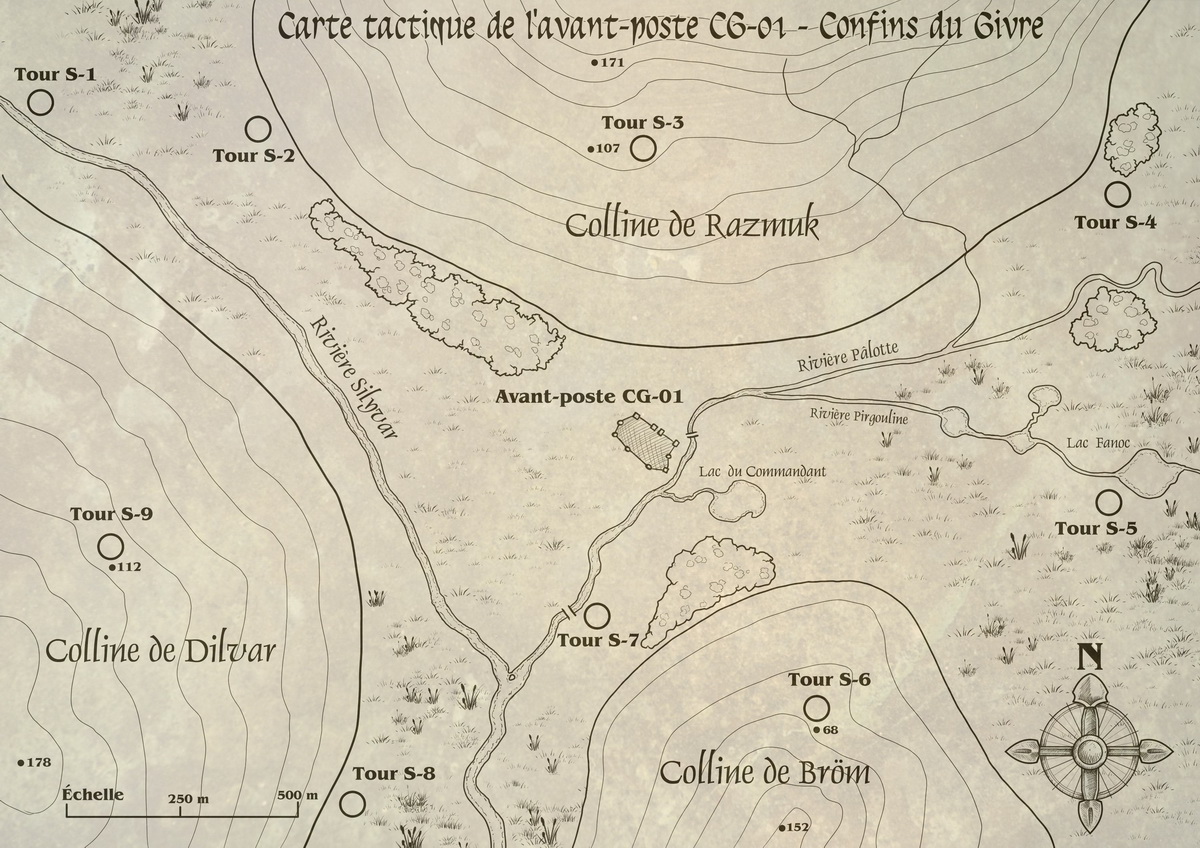 Carte tactique de l'avant-poste CG-01 - Confins du Givre
171
Tour S-1
Tour S-2
Tour S-3
107
Tour S-4
Colline de Razmuk
Rivière Silyvar
Rivière Pâlotte
Avant-poste CG-01
Rivière Pirgouline
Lac Fanoc
Lac du Commandant
Tour S-5
Tour S-9
112
Tour S-7
Colline de Dilvar
N
Tour S-6
68
Colline de Bröm
178
Tour S-8
Échelle
250 m
500 m
152